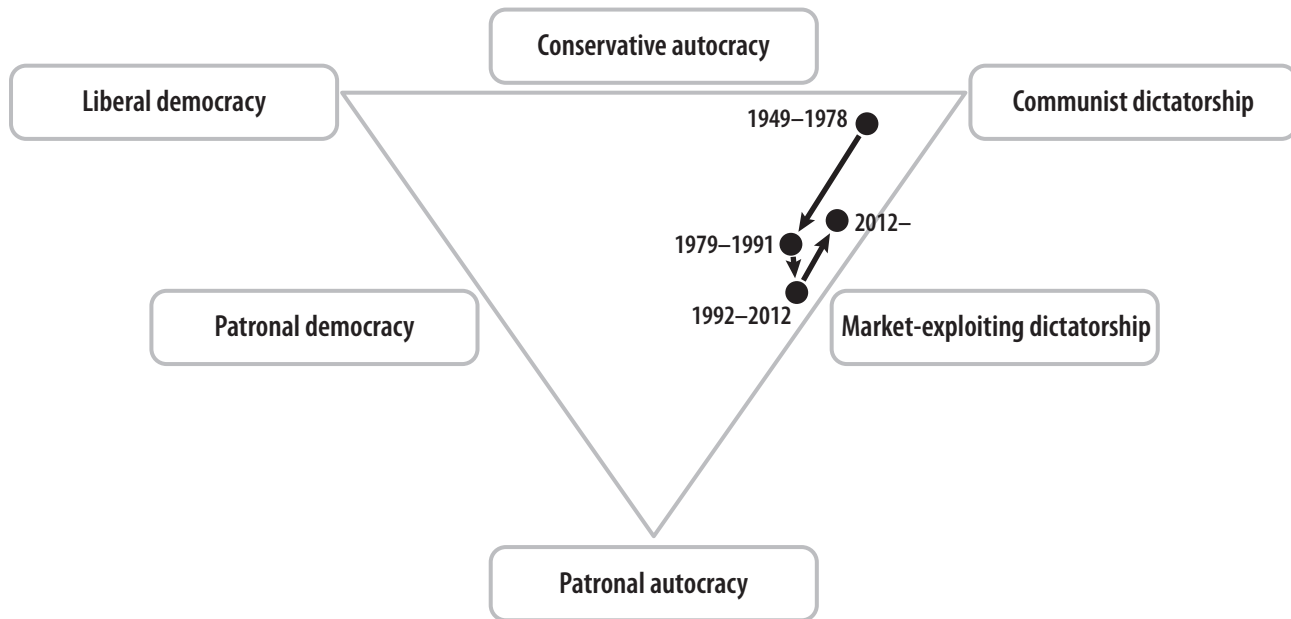 Conservative autocracy
Liberal democracy
Communist dictatorship
1949–1978
2012–
1979–1991
1992–2012
Patronal democracy
Market-exploiting dictatorship
Patronal autocracy